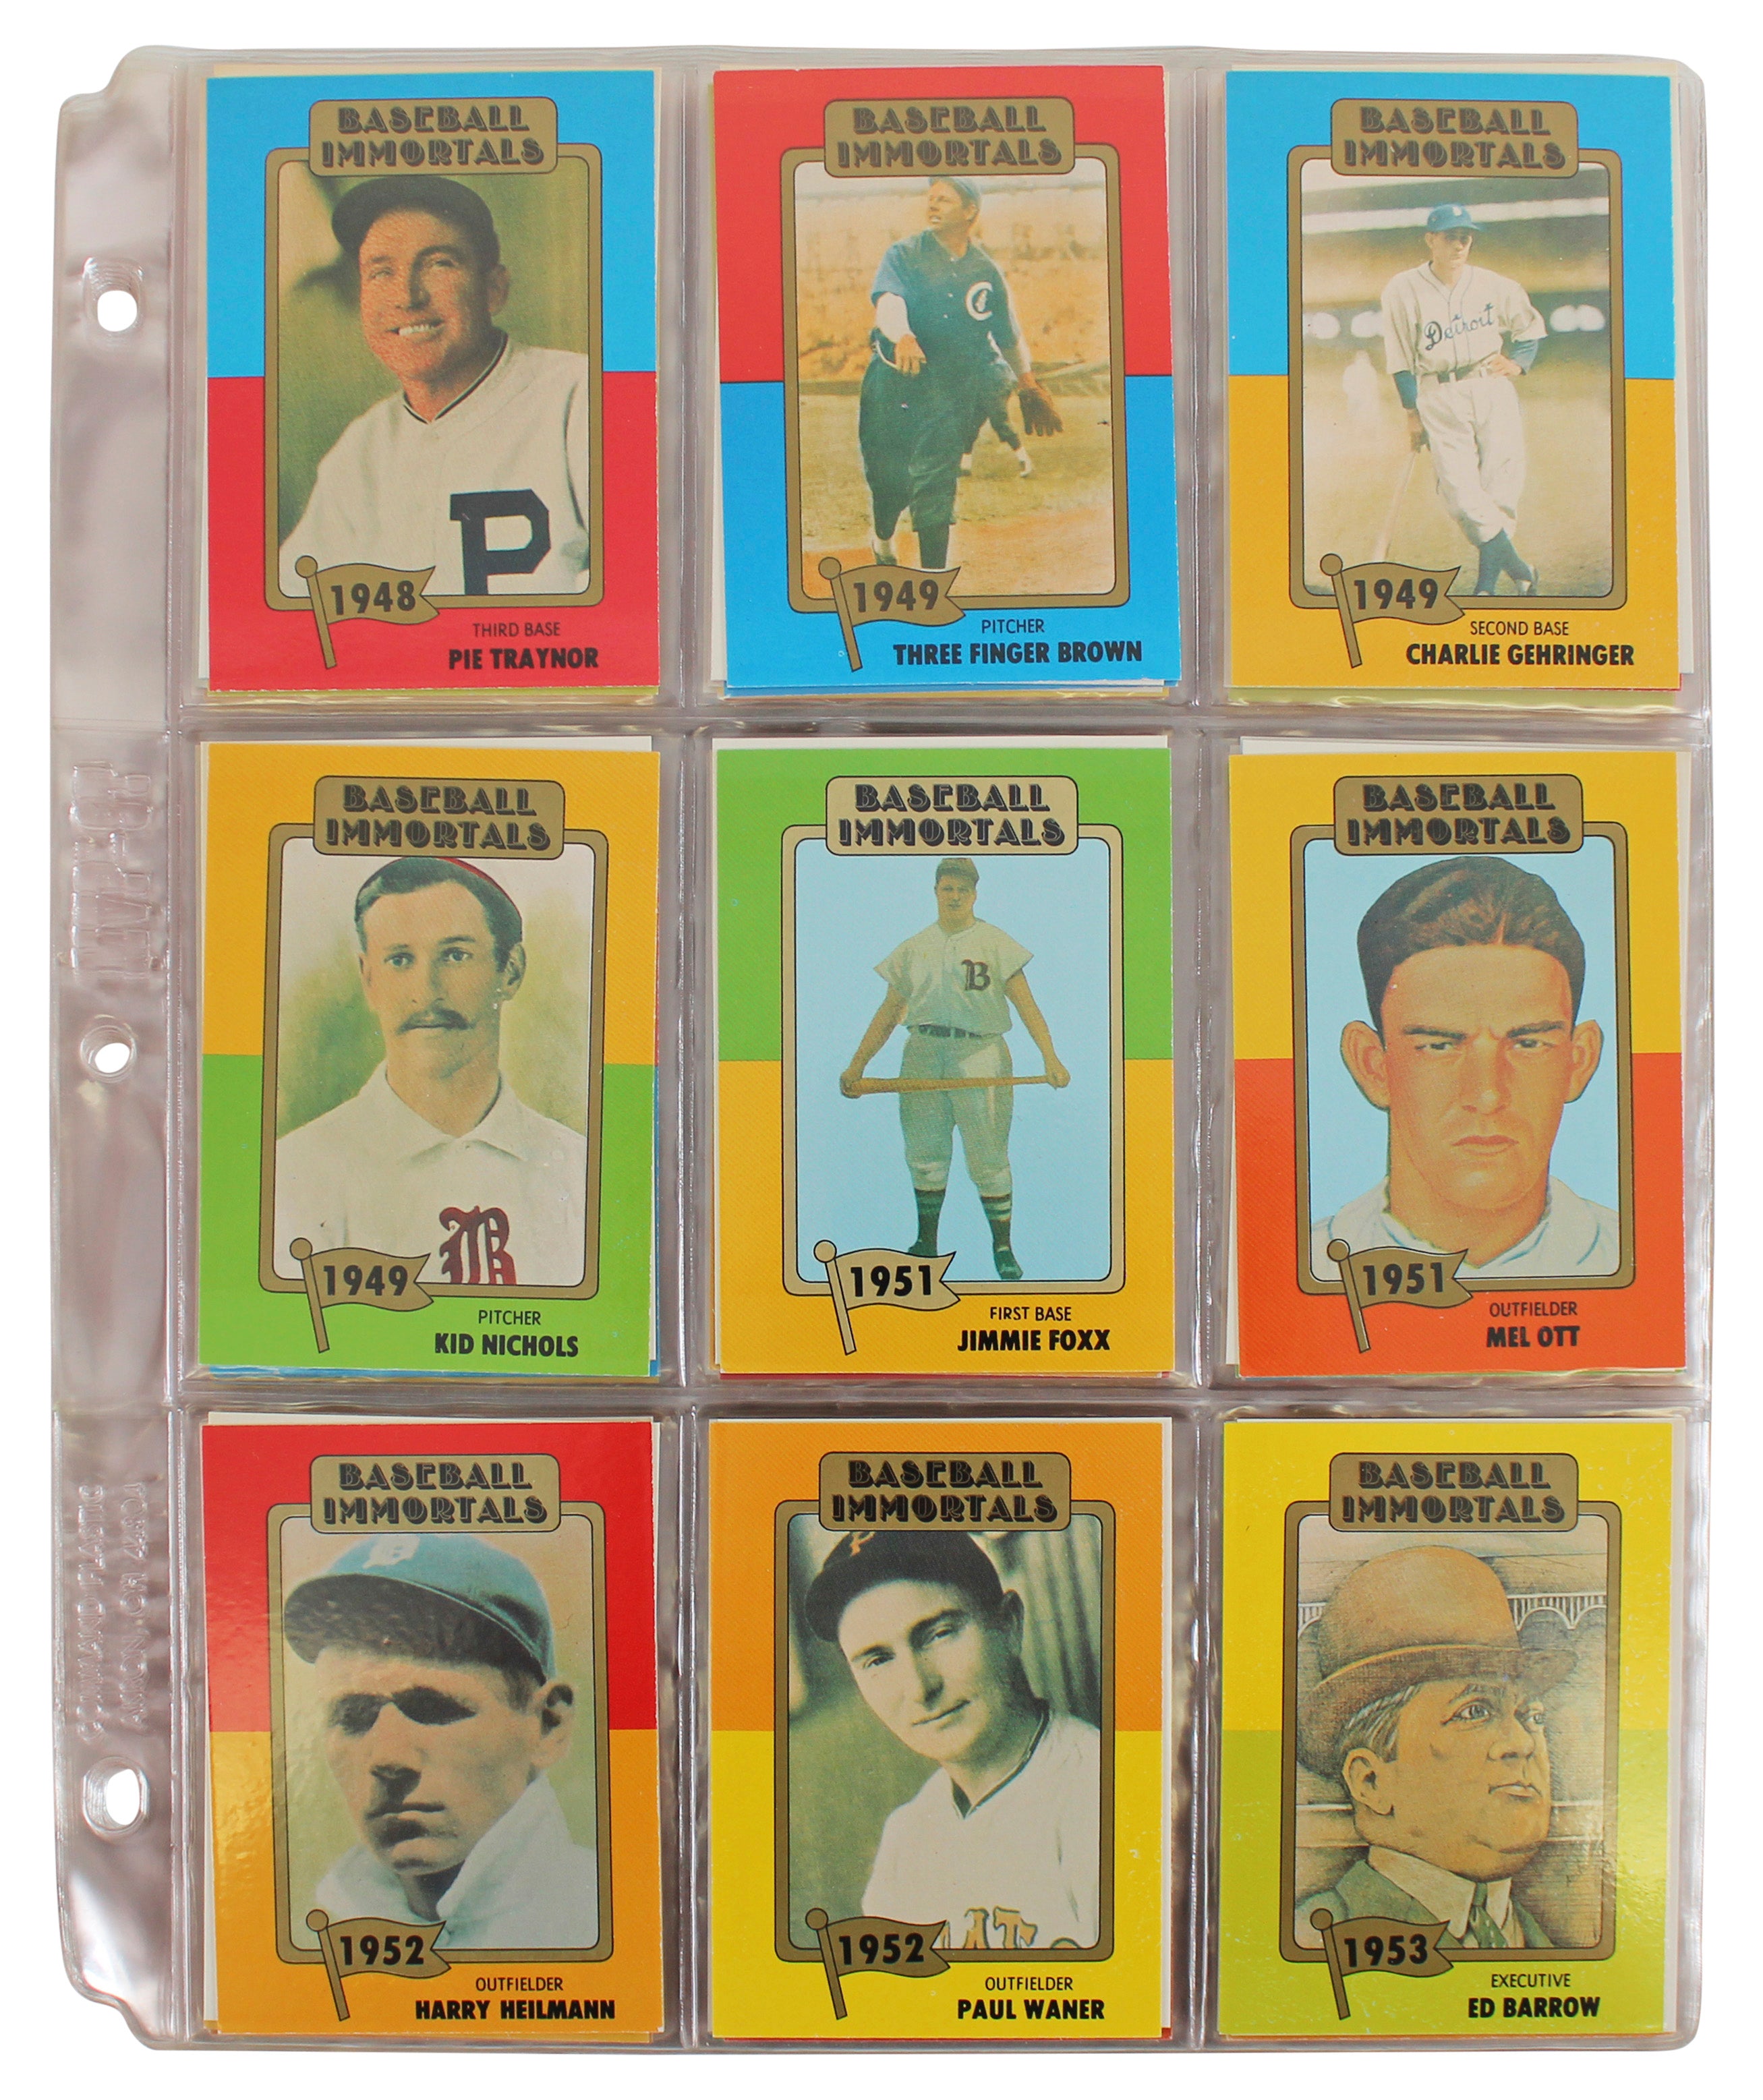 BASEBALL
IMMORTALS
P
1948
THIRD BASE
PIE TRAYNOR
BASEBALL
IMMORTALS
C
1949
PITCHER
THREE FINGER BROWN
BASEBALL
IMMORTALS
Detroit
1949
SECOND BASE
CHARLIE GEHRINGER
BASEBALL
IMMORTALS
B
1949
PITCHER
KID NICHOLS
BASEBALL
IMMORTALS
B
1951
FIRST BASE
JIMMIE FOXX
BASEBALL
IMMORTALS
1951
OUTFIELDER
MEL OTT
BASEBALL
IMMORTALS
1952
OUTFIELDER
HARRY HEILMANN
BASEBALL
IMMORTALS
P
1952
OUTFIELDER
PAUL WANER
BASEBALL
IMMORTALS
1953
EXECUTIVE
ED BARROW